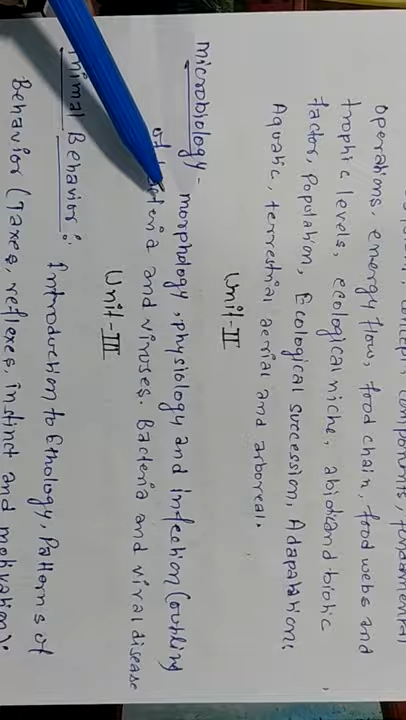 concept, components, fundamental
operations, energy flow, food chain, food webs and
trophic levels, ecological niche, abiotic and biotic
factor, Population, Ecological succession, Adapatations
Aquatic, terrestrial aerial and arboreal.
Unit-II
microbiology - morphology, physiology and infection (outline
of bacteria and viruses. Bacteria and viral disease
Unit-III
Animal Behavior: Introduction to Ethology, Patterns of
Behavior (Taxes, reflexes, instinct and motivation).